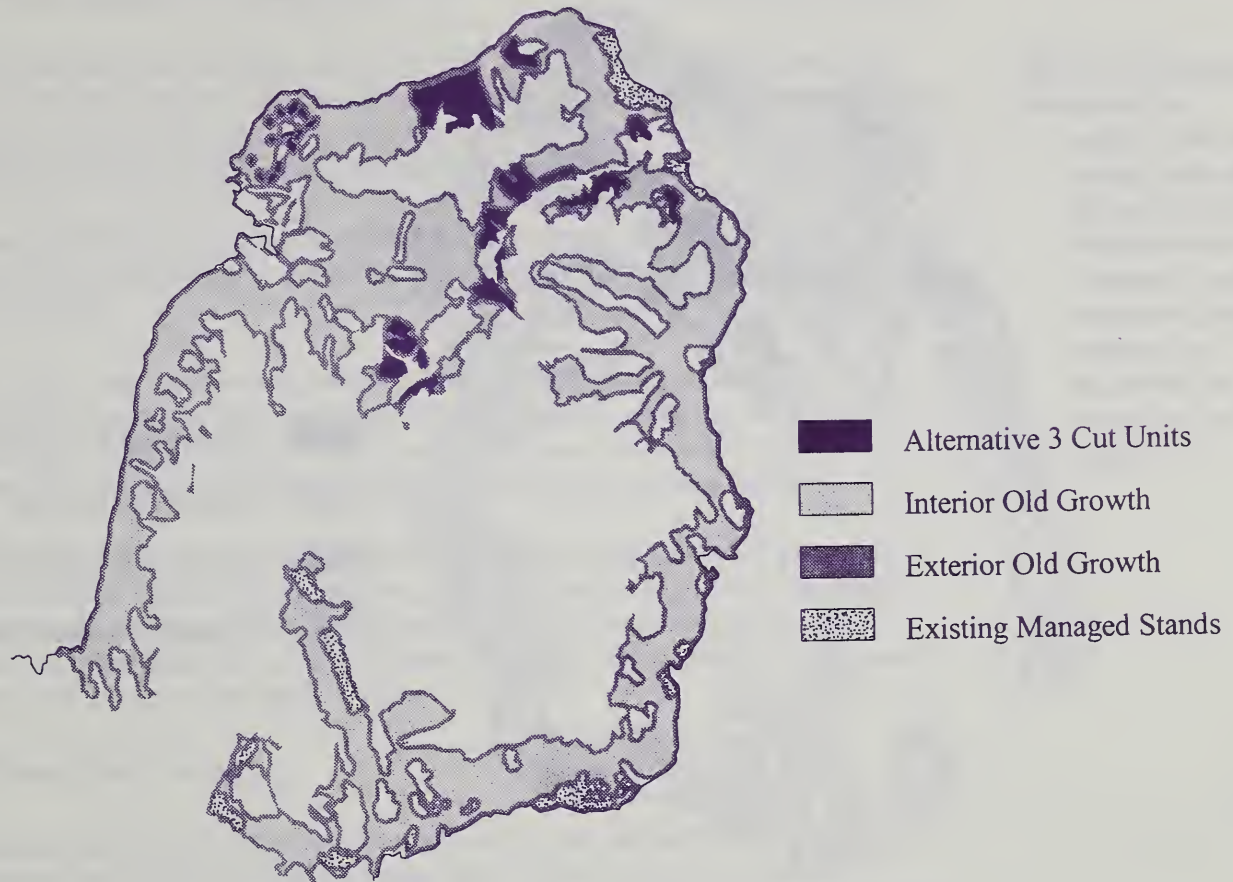 Alternative 3 Cut Units
Interior Old Growth
Exterior Old Growth
Existing Managed Stands